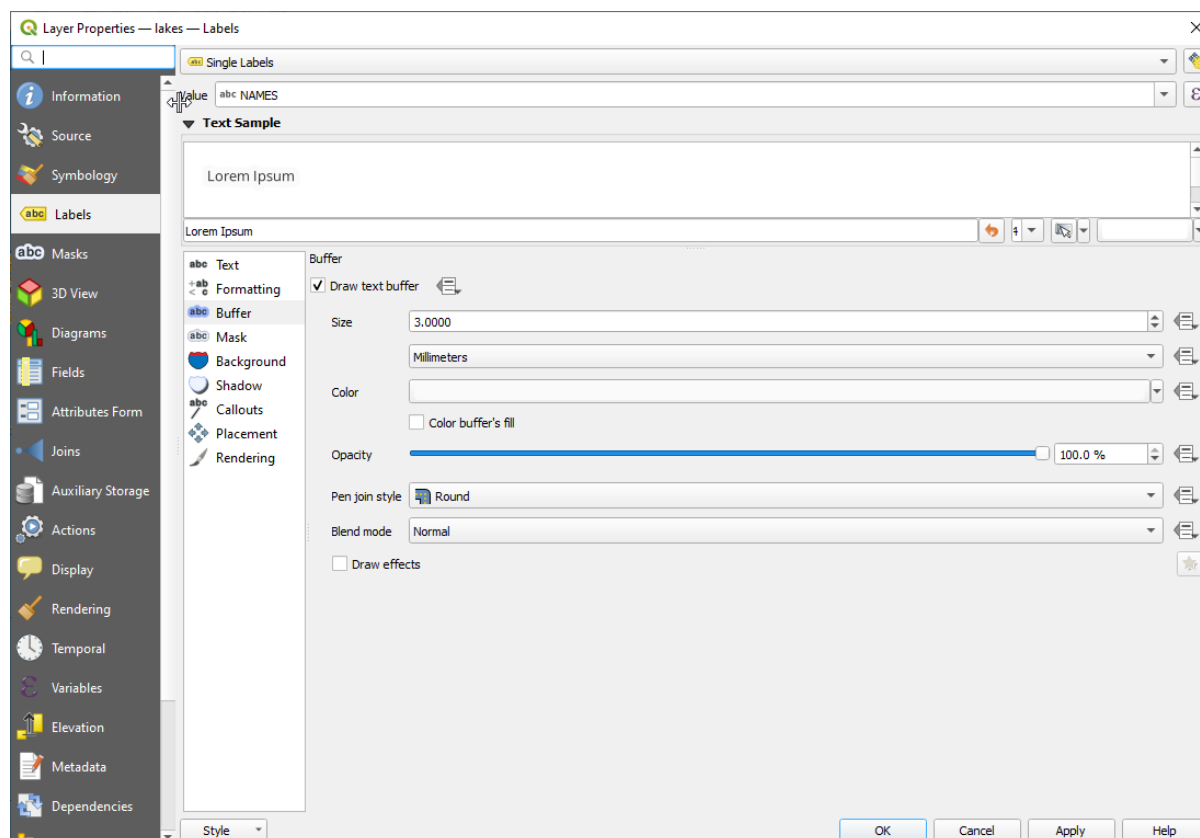 Layer Properties — lakes — Labels
Single Labels
Value abc NAMES
Text Sample
Lorem Ipsum
Lorem Ipsum
Information
Source
Symbology
abc Labels
abc Masks
3D View
Diagrams
Fields
Attributes Form
Joins
Auxiliary Storage
Actions
Display
Rendering
Temporal
Variables
Elevation
Metadata
Dependencies
abc Text
+ab < c Formatting
abc Buffer
abc Mask
Background
Shadow
abc Callouts
Placement
Rendering
Buffer
Draw text buffer
Size 3.0000
Millimeters
Color
Color buffer's fill
Opacity 100.0 %
Pen join style Round
Blend mode Normal
Draw effects
Style OK Cancel Apply Help